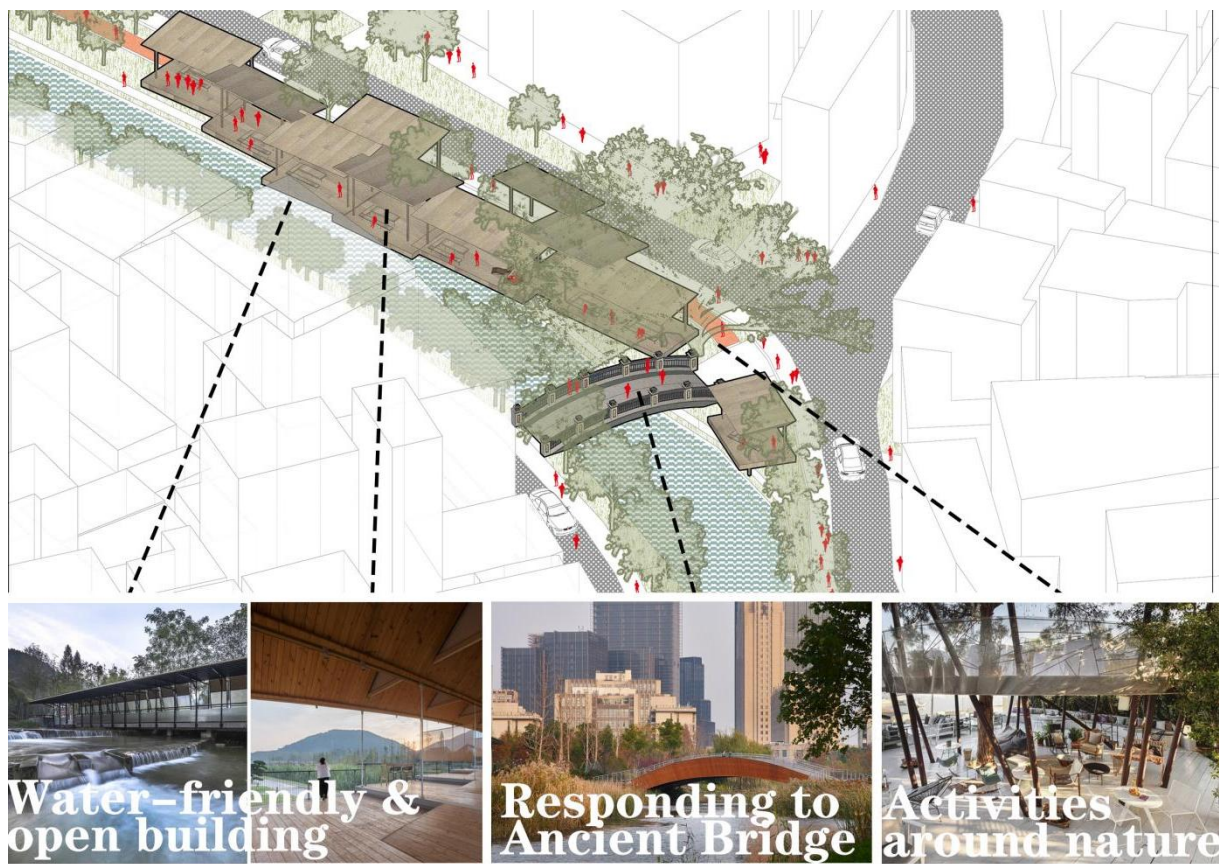 Water-friendly &
open building
Responding to
Ancient Bridge
Activities
around nature